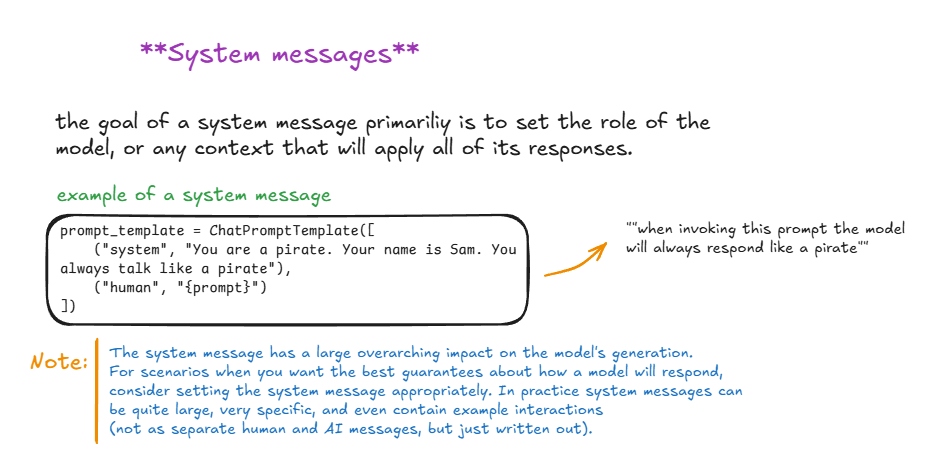 **System messages**
the goal of a system message primariliy is to set the role of the
model, or any context that will apply all of its responses.
example of a system message
prompt_template = ChatPromptTemplate([
("system", "You are a pirate. Your name is Sam. You
always talk like a pirate"),
("human", "{prompt}")
])
""when invoking this prompt the model
will always respond like a pirate""
Note:
The system message has a large overarching impact on the model's generation.
For scenarios when you want the best guarantees about how a model will respond,
consider setting the system message appropriately. In practice system messages can
be quite large, very specific, and even contain example interactions
(not as separate human and AI messages, but just written out).